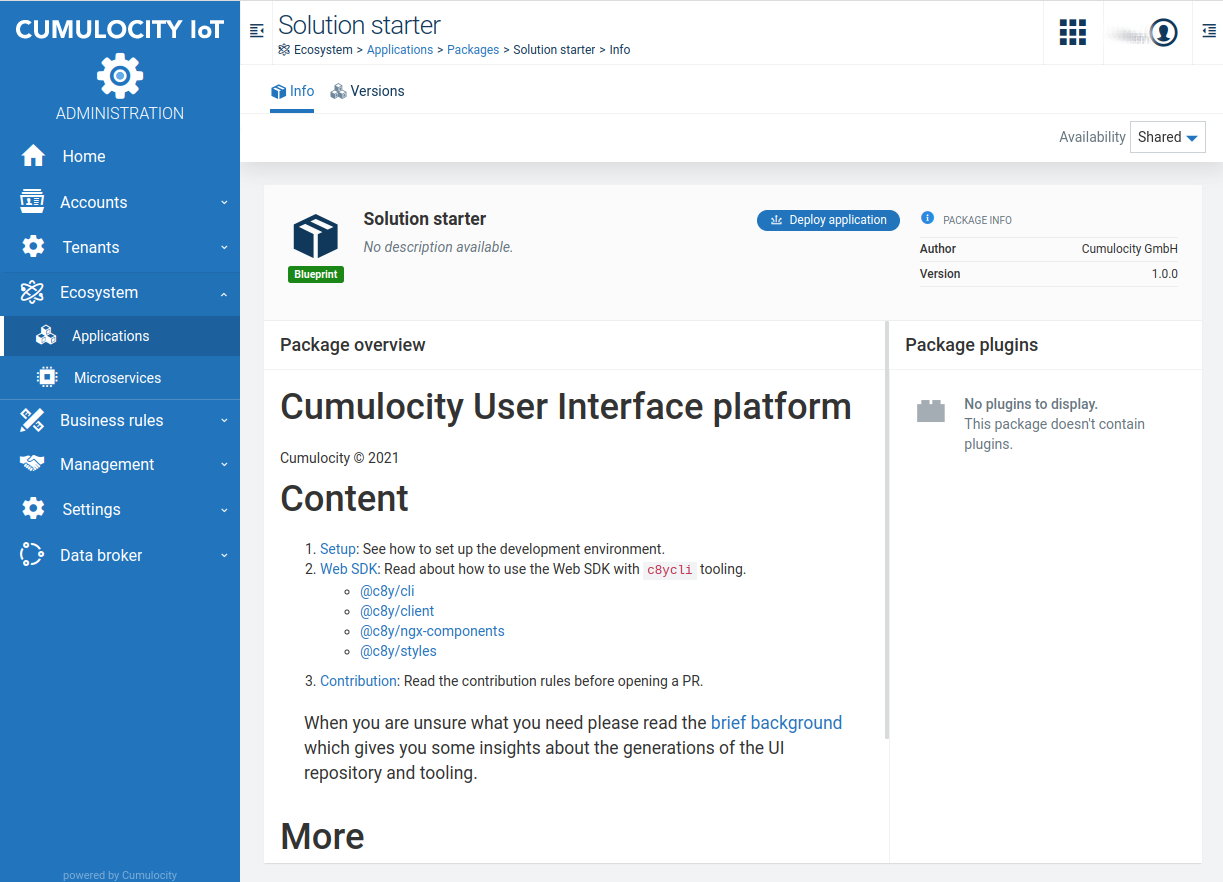 CUMULOCITY IoT
ADMINISTRATION
Home
Accounts
Tenants
Ecosystem
Applications
Microservices
Business rules
Management
Settings
Data broker
powered by Cumulocity
Solution starter
Ecosystem > Applications > Packages > Solution starter > Info
Info Versions
Availability Shared
Solution starter
No description available.
Blueprint
Deploy application
PACKAGE INFO
Author Cumulocity GmbH
Version 1.0.0
Package overview
Cumulocity User Interface platform
Cumulocity © 2021
Content
1. Setup: See how to set up the development environment.
2. Web SDK: Read about how to use the Web SDK with c8ycli tooling.
@c8y/cli
@c8y/client
@c8y/ngx-components
@c8y/styles
3. Contribution: Read the contribution rules before opening a PR.
When you are unsure what you need please read the brief background
which gives you some insights about the generations of the UI
repository and tooling.
More
Package plugins
No plugins to display.
This package doesn't contain
plugins.